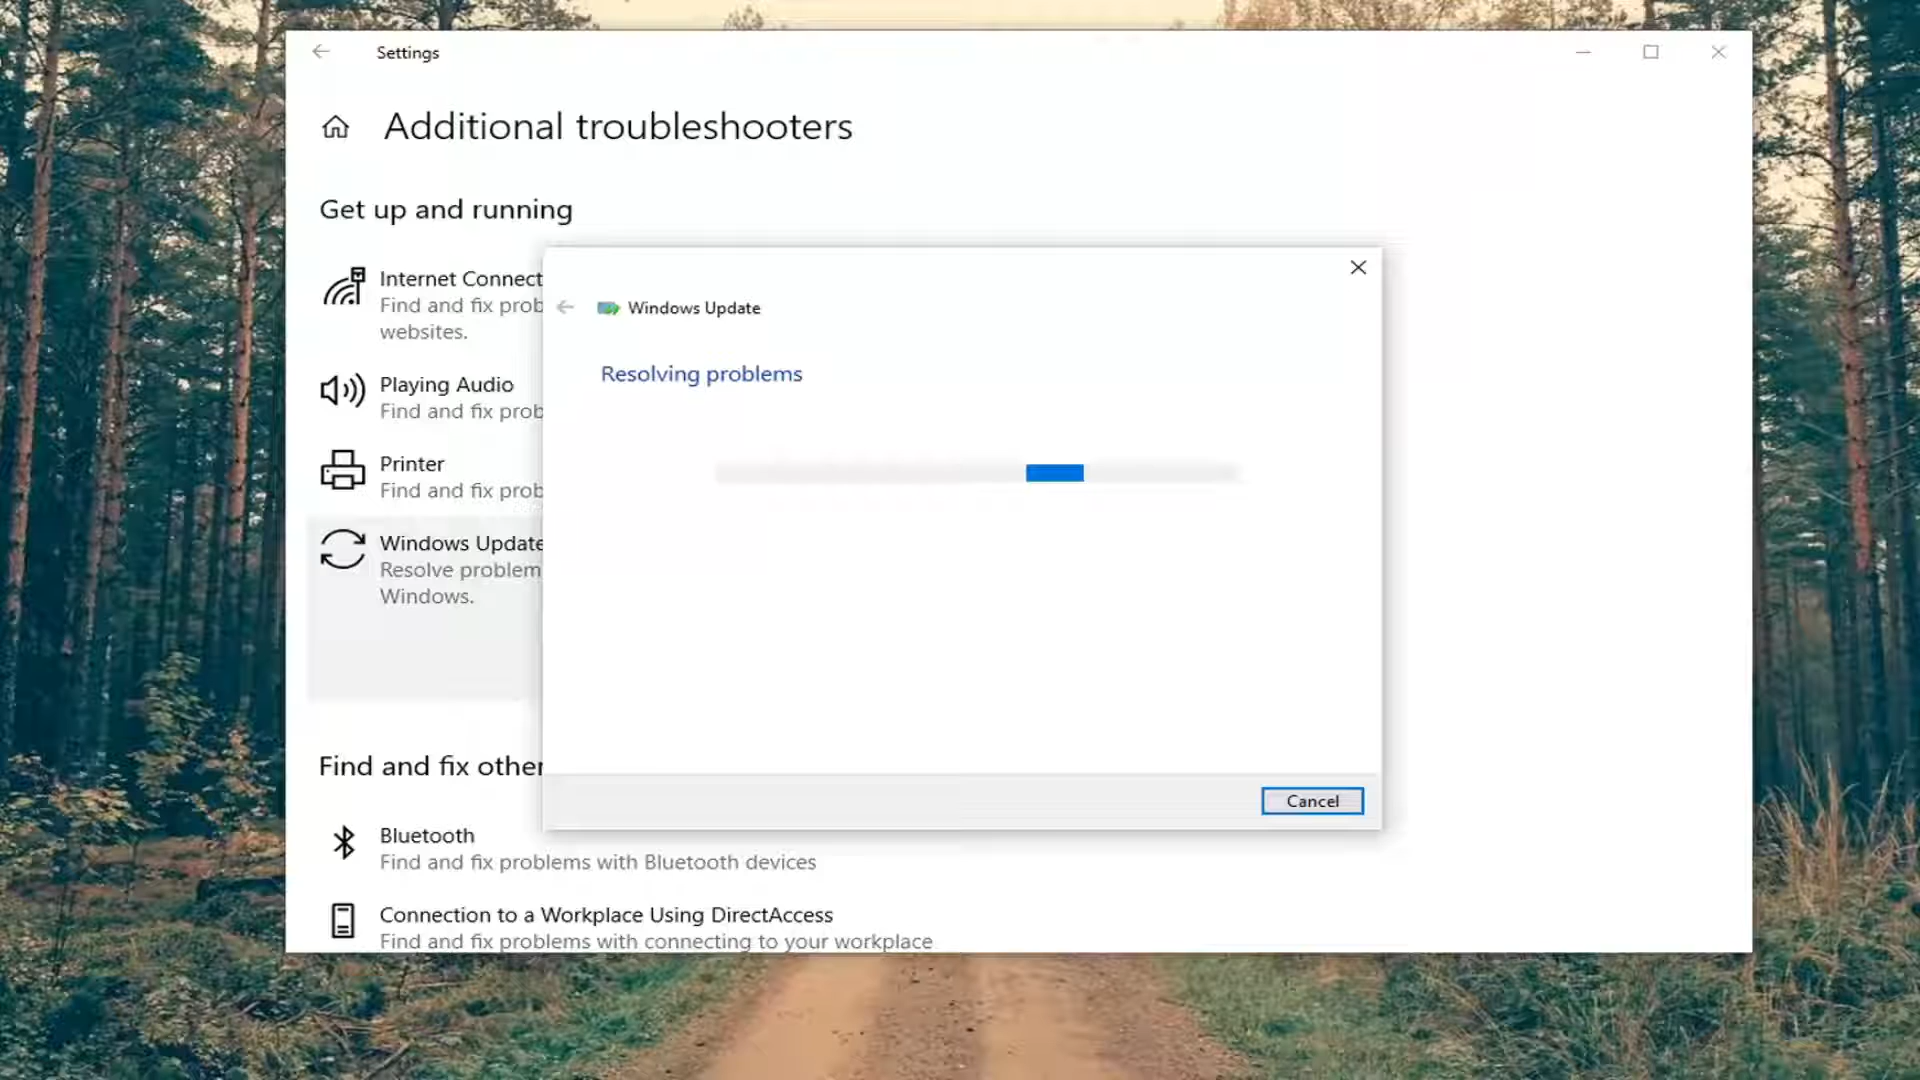 Settings
Additional troubleshooters
Get up and running
Internet Connect
Find and fix prob
websites.
Playing Audio
Find and fix prob
Printer
Find and fix prob
Windows Update
Resolve problem
Windows.
Windows Update
Resolving problems
Cancel
Find and fix other
Bluetooth
Find and fix problems with Bluetooth devices
Connection to a Workplace Using DirectAccess
Find and fix problems with connecting to your workplace